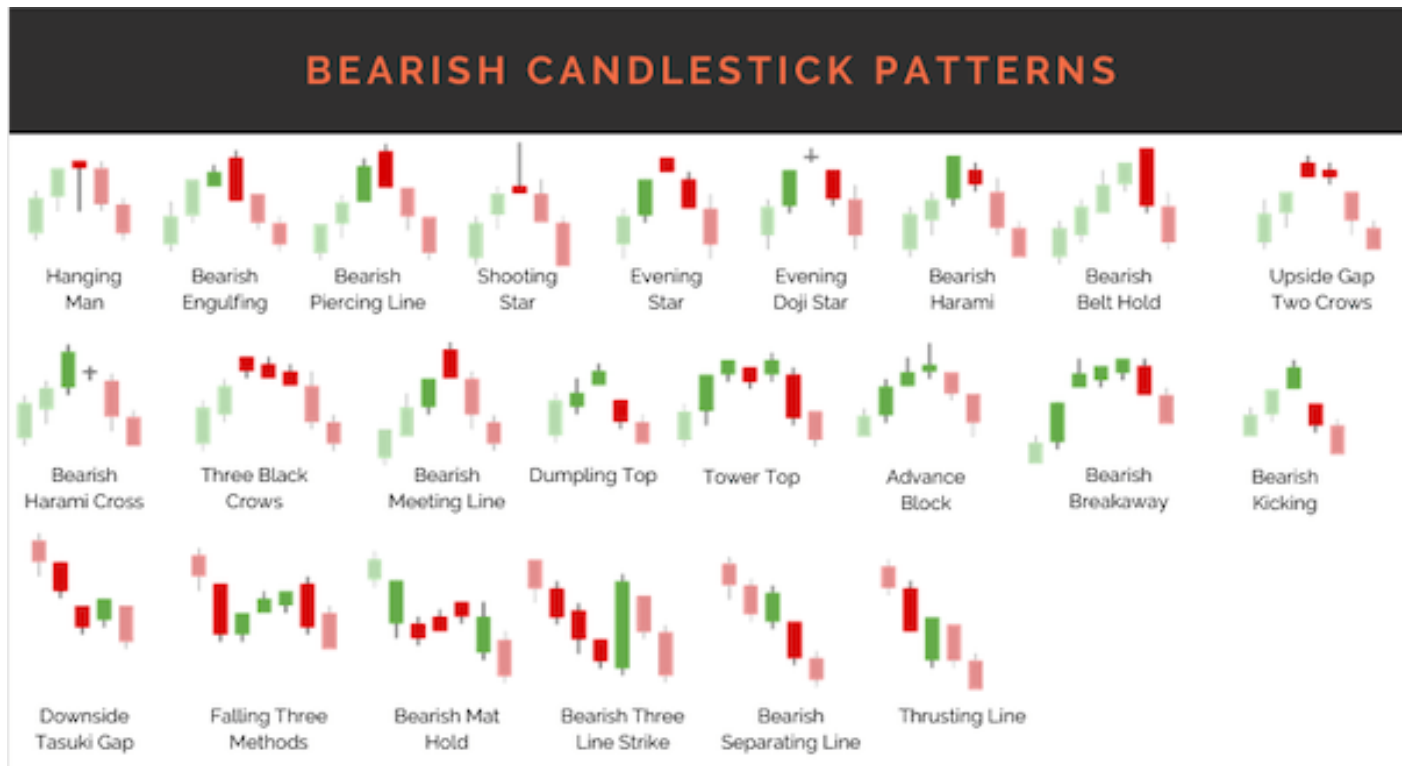 BEARISH CANDLESTICK PATTERNS
Hanging
Man
Bearish
Engulfing
Bearish
Piercing Line
Shooting
Star
Evening
Star
Evening
Doji Star
Bearish
Harami
Bearish
Belt Hold
Upside Gap
Two Crows
Bearish
Harami Cross
Three Black
Crows
Bearish
Meeting Line
Dumpling Top
Tower Top
Advance
Block
Bearish
Breakaway
Bearish
Kicking
Downside
Tasuki Gap
Falling Three
Methods
Bearish Mat
Hold
Bearish Three
Line Strike
Bearish
Separating Line
Thrusting Line